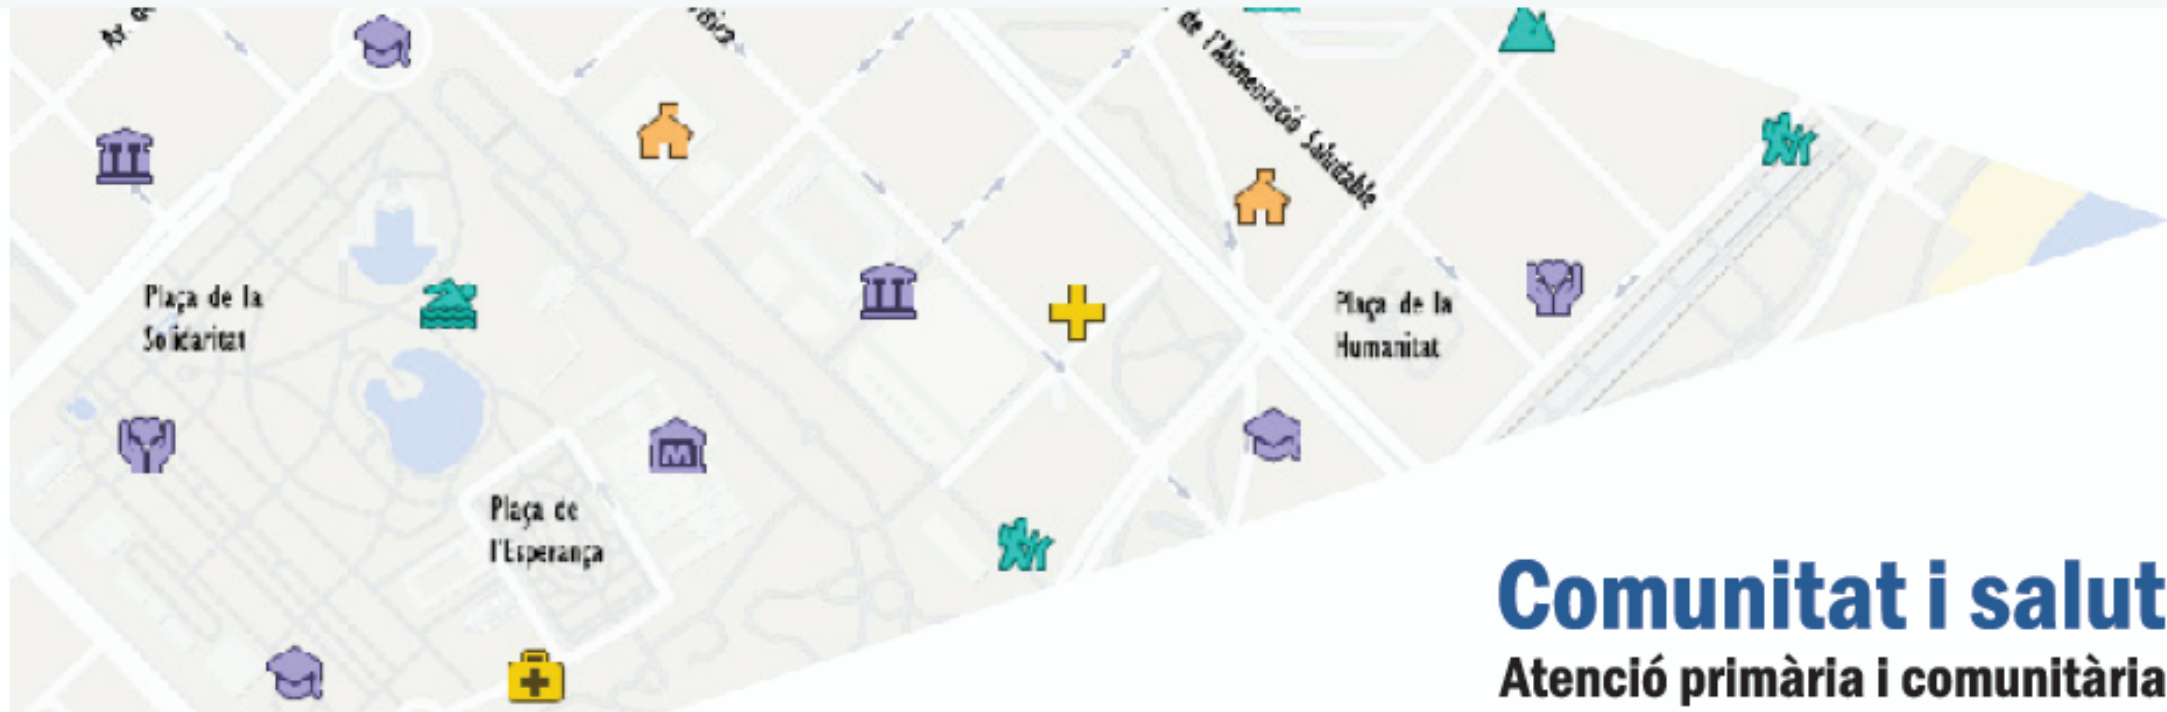 de l'Alimentació Saludable
Plaça de la
Solidaritat
Plaça de la
Humanitat
Plaça de
l'Esperança
M
Comunitat i salut
Atenció primària i comunitària